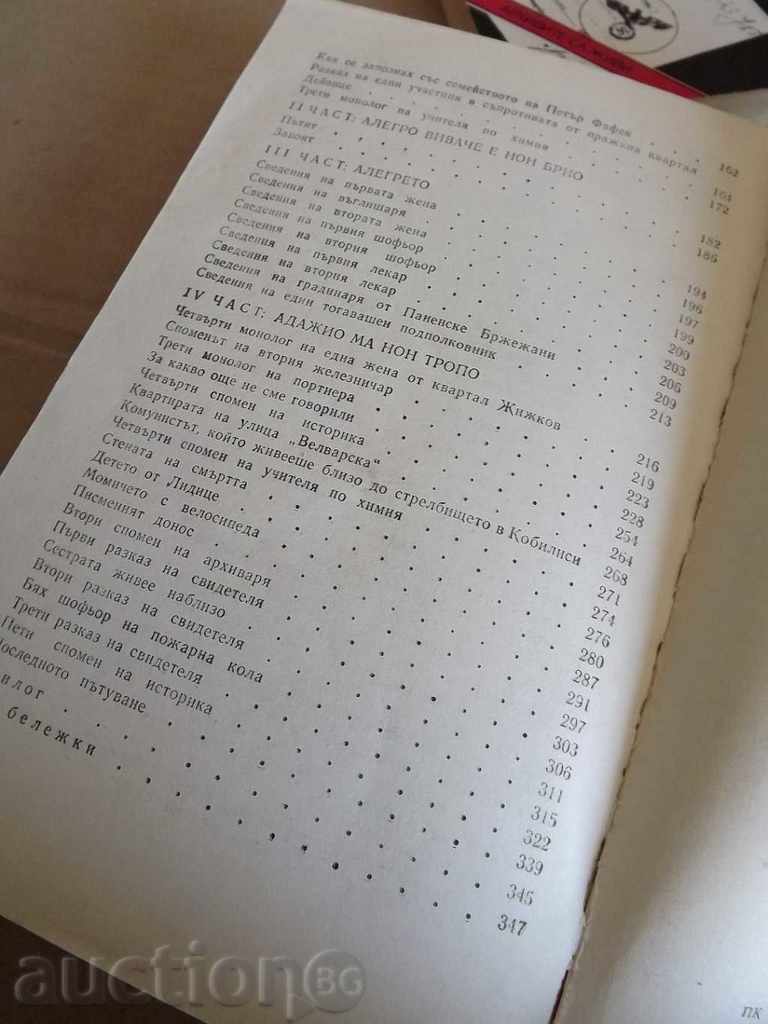 Как се запознах със семейството на Петър Фафек
Разказ на един участник в съпротивата от пражкия квартал
Дейвице
Трети монолог на учителя по химия
II ЧАСТ: АЛЕГРО ВИВАЧЕ Е НОН БРИО
Пътят
Законът
III ЧАСТ: АЛЕГРЕТО
Сведения на първата жена
Сведения на въглищаря
Сведения на втората жена
Сведения на първия шофьор
Сведения на втория шофьор
Сведения на първия лекар
Сведения на втория лекар
Сведения на градинаря от Паненске Бржежани
Сведения на един тогавашен подполковник
IV ЧАСТ: АДАЖИО МА НОН ТРОПО
Четвърти монолог на една жена от квартал Жижков
Споменът на втория железничар
Трети монолог на портиера
За какво още не сме говорили
Четвърти спомен на историка
Квартирата на улица „Велварска“
Комунистът, който живееше близо до стрелбището в Кобилиси
Четвърти спомен на учителя по химия
Стената на смъртта
Детето от Лидице
Момичето с велосипеда
Писменият донос
Втори спомен на архиваря
Първи разказ на свидетеля
Сестрата живее наблизо
Втори разказ на свидетеля
Бях шофьор на пожарна кола
Трети разказ на свидетеля
Пети спомен на историка
Последното пътуване
илог
бележки
162
164
172
182
186
194
196
197
199
200
203
206
209
213
216
219
223
228
254
264
268
271
274
276
280
287
291
297
303
306
311
315
322
339
345
347
ПК
auctionBG